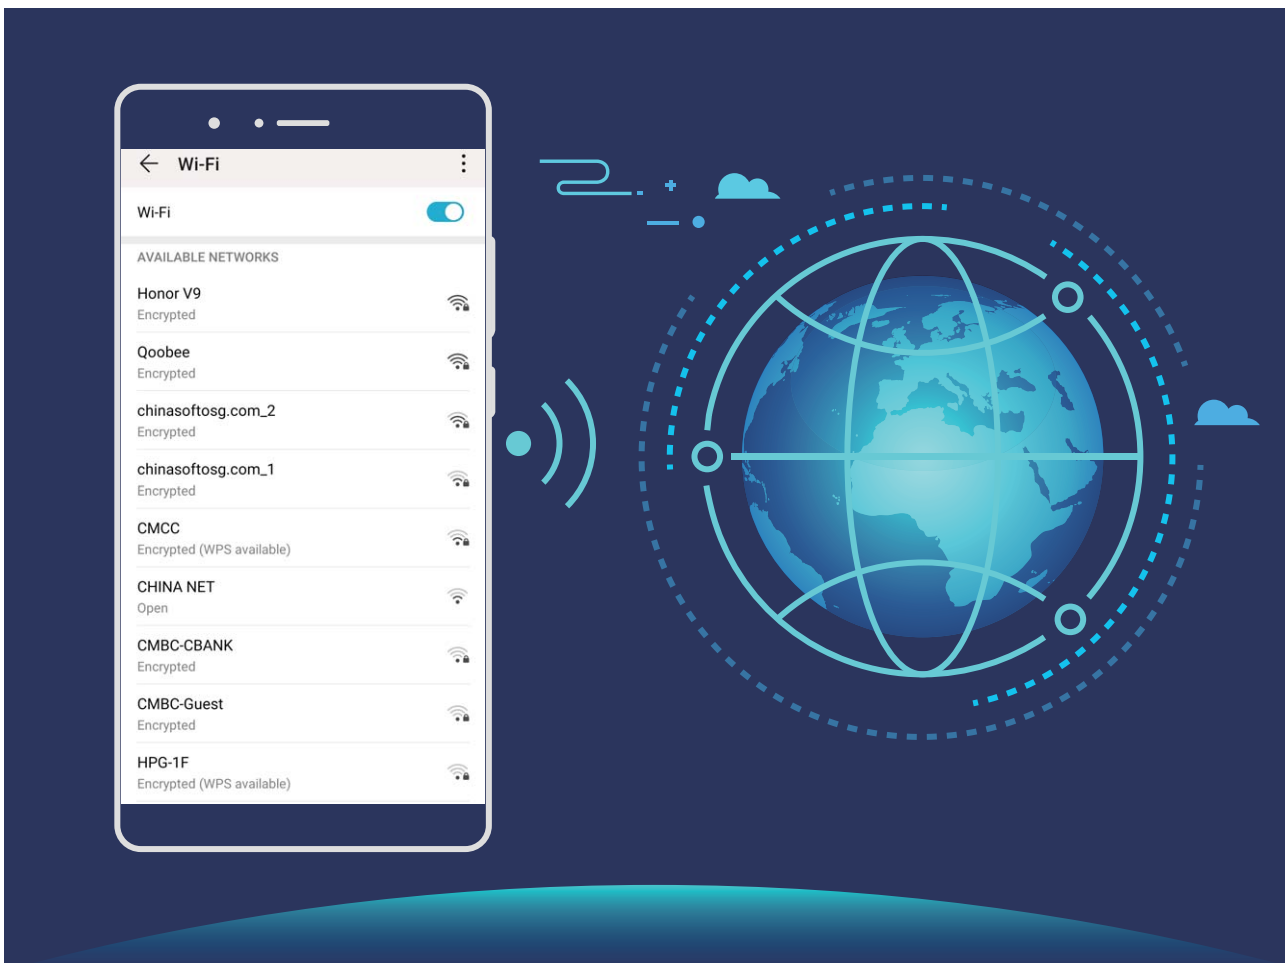 Wi-Fi
Wi-Fi
AVAILABLE NETWORKS
Honor V9
Encrypted
Qoobee
Encrypted
chinasoftosg.com_2
Encrypted
chinasoftosg.com_1
Encrypted
CMCC
Encrypted (WPS available)
CHINA NET
Open
CMBC-CBANK
Encrypted
CMBC-Guest
Encrypted
HPG-1F
Encrypted (WPS available)